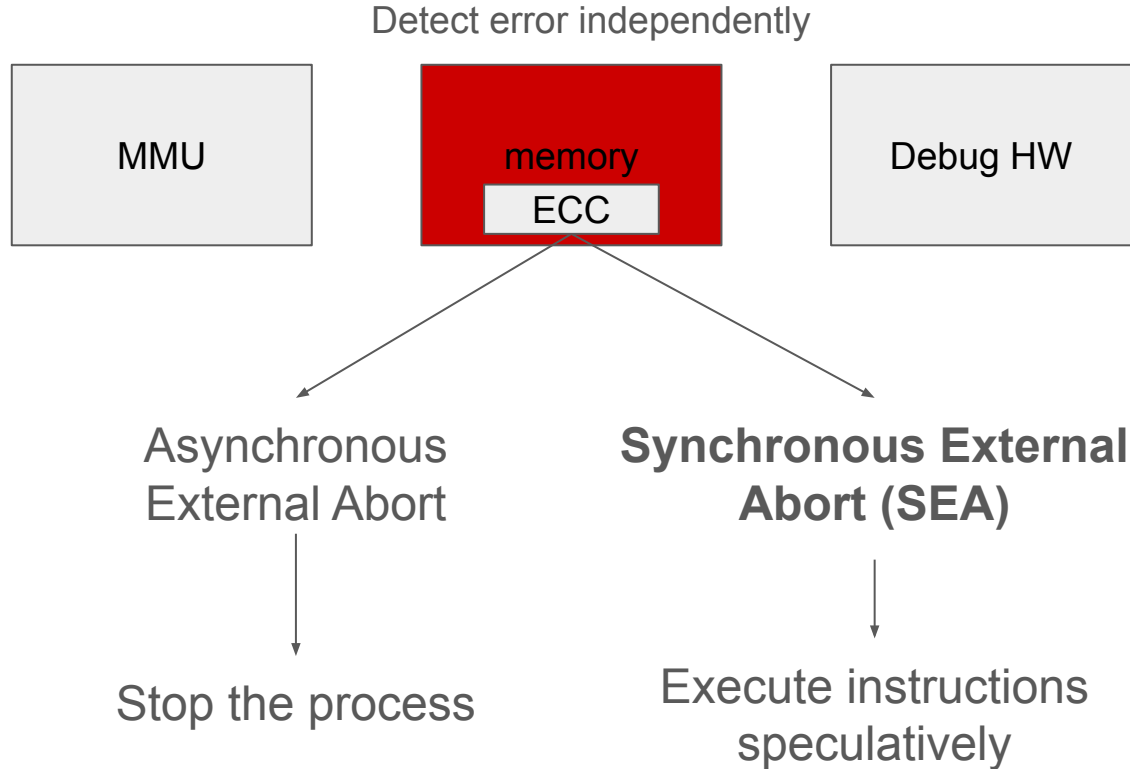 Detect error independently
MMU
memory
Debug HW
ECC
Asynchronous
External Abort
Synchronous External
Abort (SEA)
Stop the process
Execute instructions
speculatively